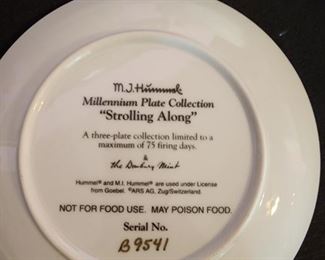 M.J. Hummel
Millennium Plate Collection
"Strolling Along"
A three-plate collection limited to a
maximum of 75 firing days.
&
the Danbury Mint
Hummel® and M.I. Hummel® are used under License
from Goebel. ©ARS AG, Zug/Switzerland.
NOT FOR FOOD USE. MAY POISON FOOD.
Serial No.
B9541